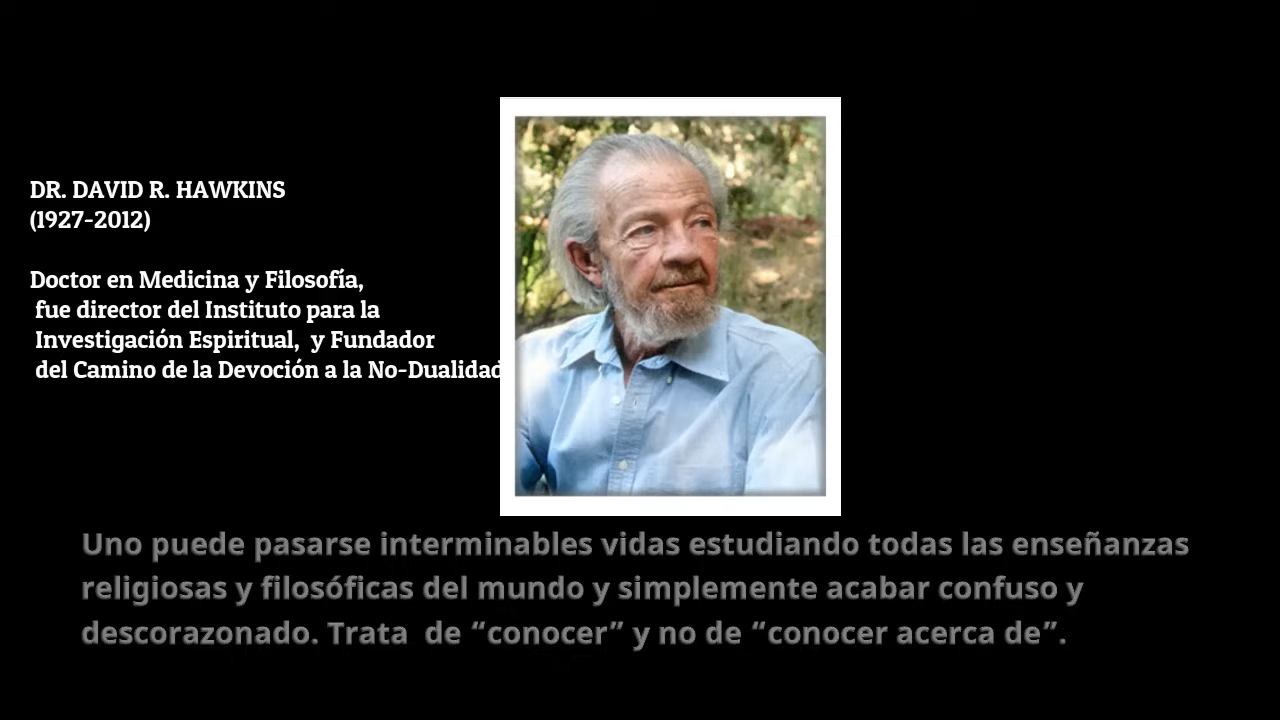 DR. DAVID R. HAWKINS
(1927-2012)
Doctor en Medicina y Filosofía,
fue director del Instituto para la
Investigación Espiritual,  y Fundador
del Camino de la Devoción a la No-Dualidad
Uno puede pasarse interminables vidas estudiando todas las enseñanzas
religiosas y filosóficas del mundo y simplemente acabar confuso y
descorazonado. Trata  de “conocer” y no de “conocer acerca de”.